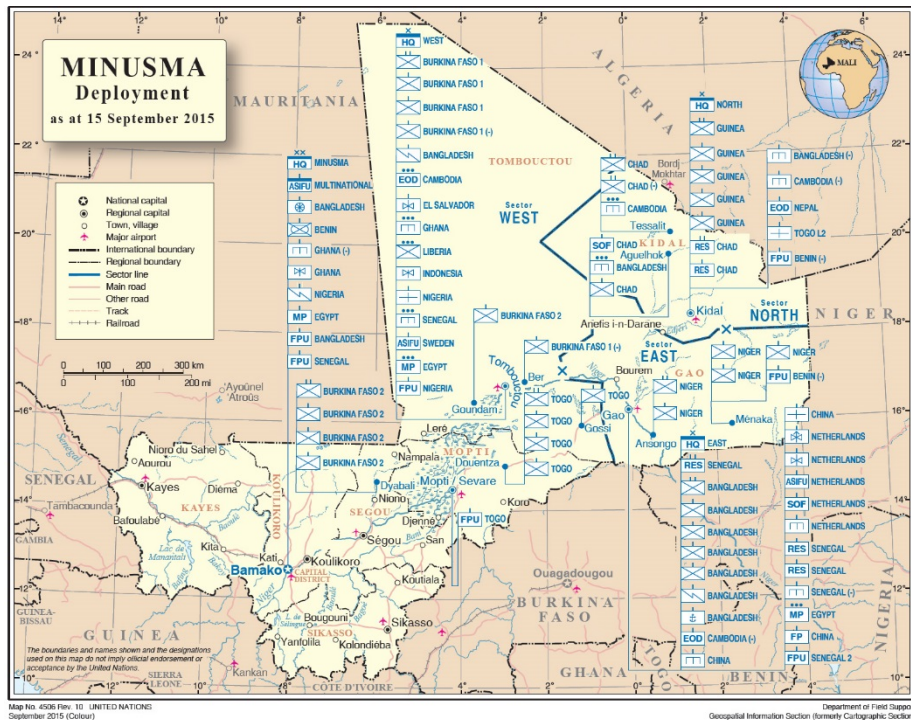 MINUSMA
Deployment
as at 15 September 2015
National capital
Regional capital
Town, village
Major airport
International boundary
Regional boundary
Sector line
Main road
Other road
Track
Railroad
0 100 200 300 km
0 100 200 mi
XX
HQ MINUSMA
ASIFU MULTINATIONAL
BANGLADESH
BENIN
GHANA (-)
GHANA
NIGERIA
MP EGYPT
FPU BANGLADESH
FPU SENEGAL
BURKINA FASO 2
BURKINA FASO 2
BURKINA FASO 2
BURKINA FASO 2
X
HQ WEST
BURKINA FASO 1
BURKINA FASO 1
BURKINA FASO 1
BURKINA FASO 1 (-)
BANGLADESH
EOD CAMBODIA
EL SALVADOR
GHANA
LIBERIA
INDONESIA
NIGERIA
SENEGAL
ASIFU SWEDEN
MP EGYPT
FPU NIGERIA
BURKINA FASO 2
BURKINA FASO 1 (-)
TOGO
TOGO
TOGO
TOGO
TOGO
FPU TOGO
CHAD
CHAD (-)
CAMBODIA
SOF CHAD
BANGLADESH
CHAD
X
HQ NORTH
GUINEA
GUINEA
GUINEA
GUINEA
RES CHAD
RES CHAD
BANGLADESH (-)
CAMBODIA (-)
EOD NEPAL
TOGO L2
FPU BENIN (-)
NIGER
NIGER
NIGER
FPU BENIN (-)
NIGER
NIGER
X
HQ EAST
RES SENEGAL
BANGLADESH
BANGLADESH
BANGLADESH
BANGLADESH
BANGLADESH
BANGLADESH
BANGLADESH
EOD CAMBODIA (-)
CHINA
CHINA
NETHERLANDS
NETHERLANDS
ASIFU NETHERLANDS
SOF NETHERLANDS
NETHERLANDS
RES SENEGAL
RES SENEGAL
SENEGAL (-)
MP EGYPT
FP CHINA
FPU SENEGAL 2
MALI
MAURITANIA
ALGERIA
NIGER
NIGERIA
BENIN
TOGO
GHANA
BURKINA FASO
CÔTE D'IVOIRE
GUINEA
SIERRA LEONE
GUINEA-BISSAU
GAMBIA
SENEGAL
TOMBOUCTOU
KIDAL
GAO
MOPTI
SEGOU
KOULIKORO
KAYES
SIKASSO
CAPITAL DISTRICT
Sector WEST
Sector NORTH
Sector EAST
Bordj Mokhtar
Tessalit
Aguelhok
Kidal
Anefis i-n-Darane
Bourem
Gao
Gossi
Ansongo
Ménaka
Tombouctou
Ber
Goundam
Leré
Nampala
Douentza
Mopti
Sevare
Koro
Djenné
San
Ségou
Niono
Dyabali
Koutiala
Sikasso
Kolondiéba
Bougouni
Yanfolila
Koulikoro
Kati
Bamako
Kita
Bafoulabé
Kayes
Aourou
Nioro du Sahel
Diéma
'Ayoûnel
'Atroûs
Tambacounda
Kankan
Ouagadougou
Lac de Manantali
Niger
Bani
The boundaries and names shown and the designations
used on this map do not imply official endorsement or
acceptance by the United Nations.
Map No. 4506 Rev. 10 UNITED NATIONS
September 2015 (Colour)
Department of Field Suppo
Geospatial Information Section (formerly Cartographic Section